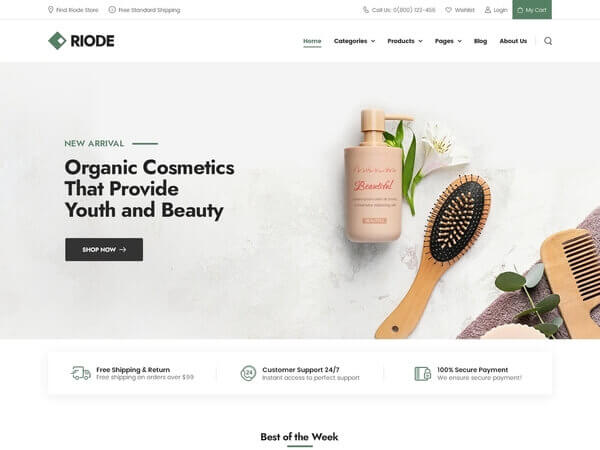 Find Riode Store
Free Standard Shipping
Call Us: 0(800) 123-456
Wishlist
Login
My Cart
RIODE
Home
Categories
Products
Pages
Blog
About Us
NEW ARRIVAL
Organic Cosmetics
That Provide
Youth and Beauty
SHOP NOW
Beautiful
BEAUTIFUL
Free Shipping & Return
Free shipping on orders over $99
24
Customer Support 24/7
Instant access to perfect support
100% Secure Payment
We ensure secure payment!
Best of the Week